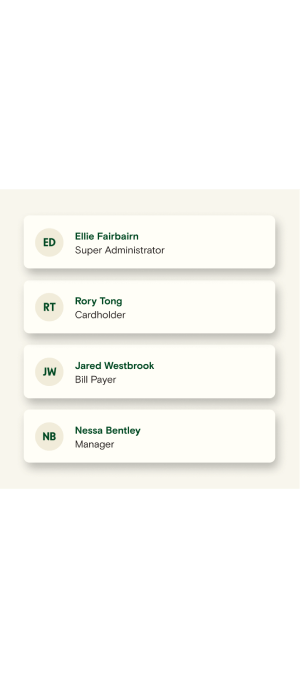 ED
Ellie Fairbairn
Super Administrator
RT
Rory Tong
Cardholder
JW
Jared Westbrook
Bill Payer
NB
Nessa Bentley
Manager